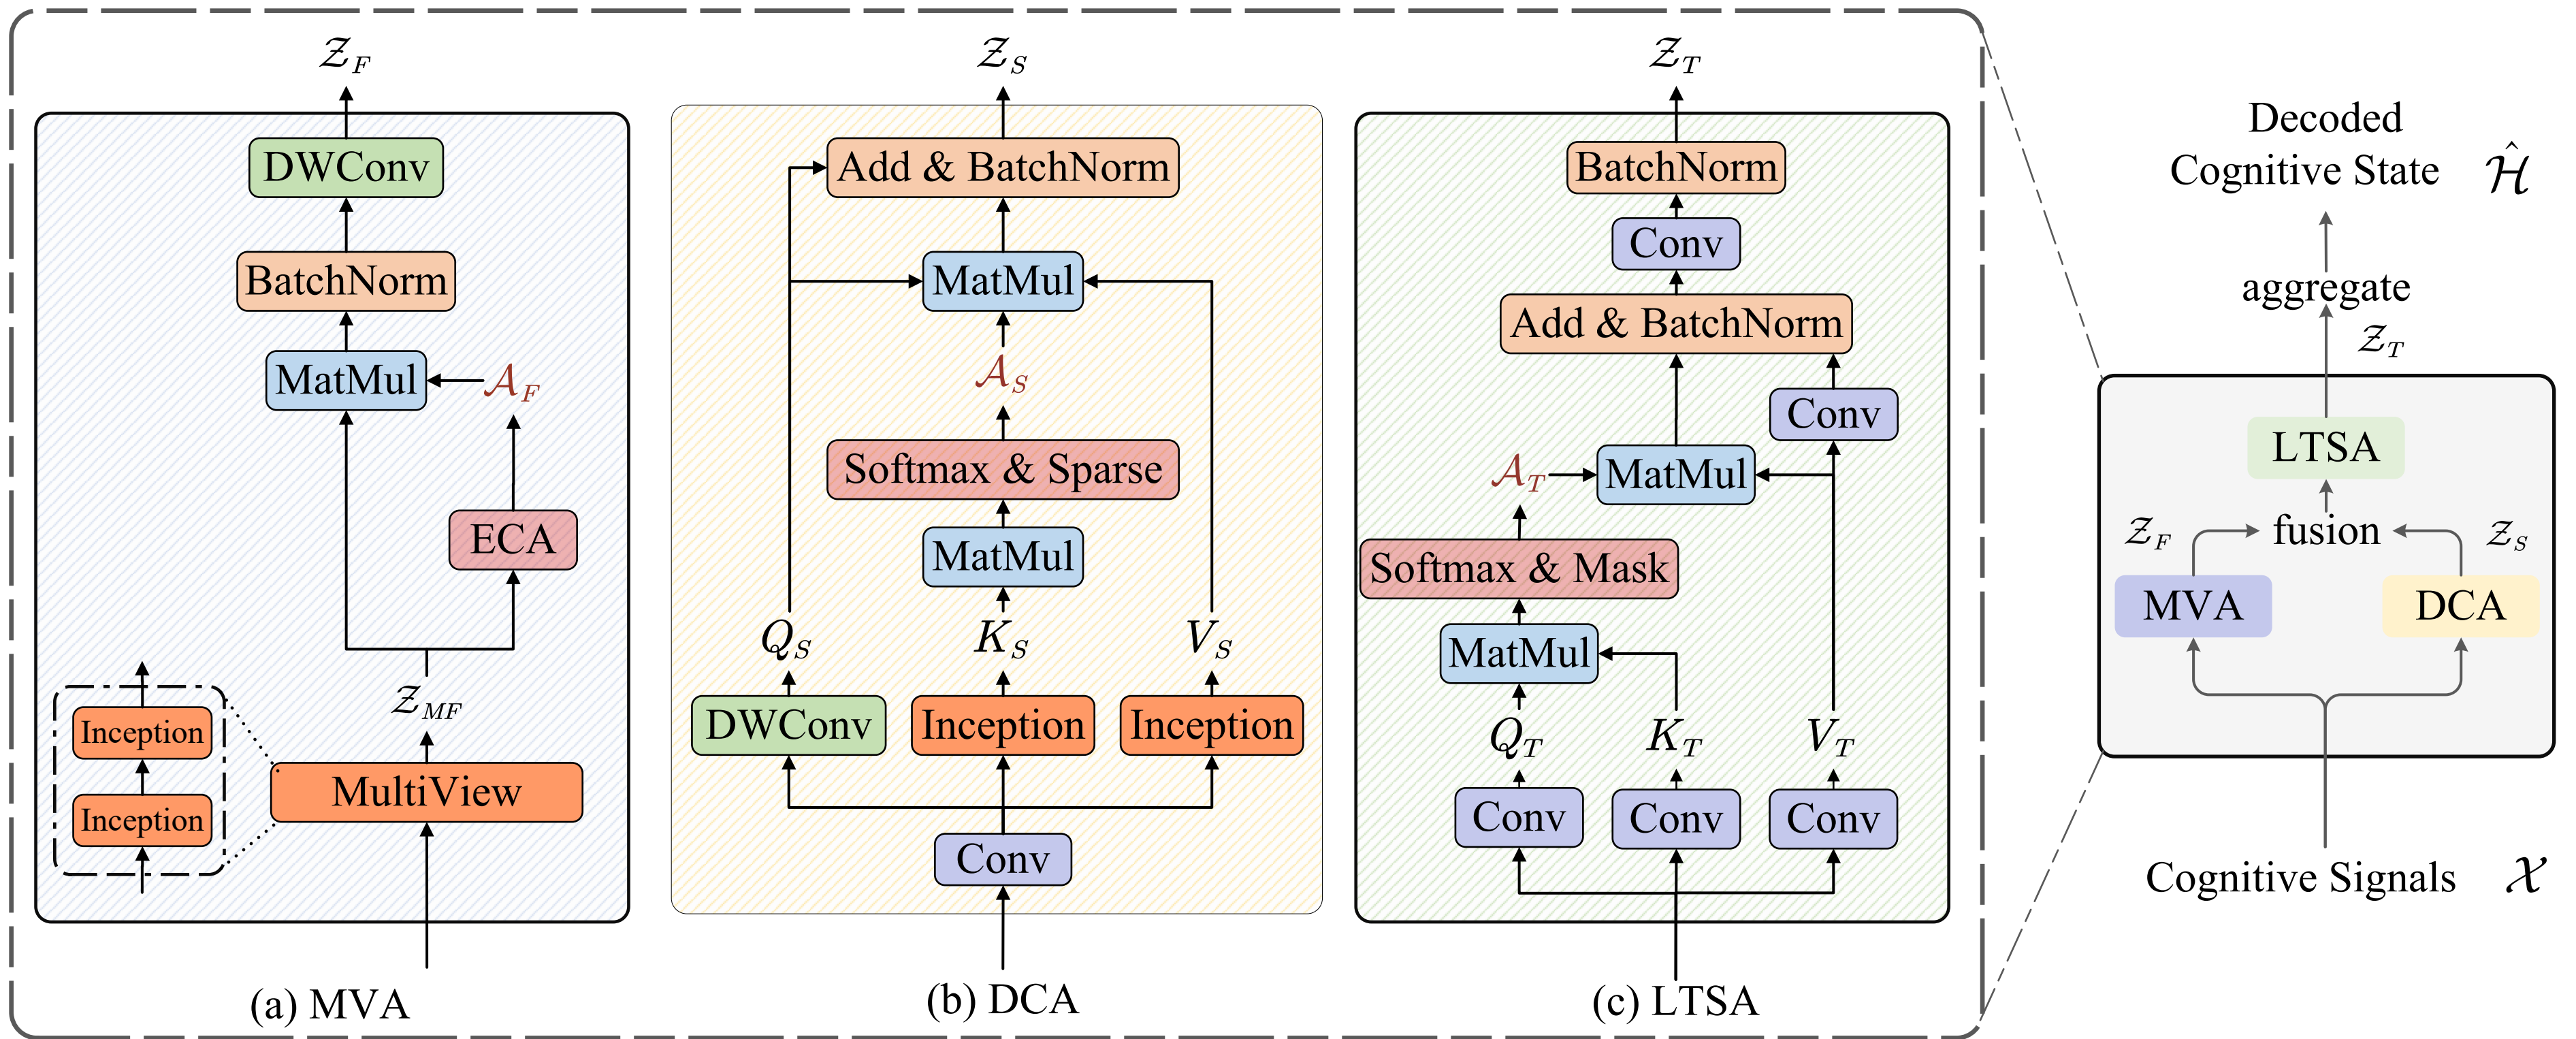 𝒵_F
DWConv
BatchNorm
MatMul
𝒜_F
ECA
𝒵_MF
Inception
Inception
MultiView
(a) MVA
𝒵_S
Add & BatchNorm
MatMul
𝒜_S
Softmax & Sparse
MatMul
Q_S K_S V_S
DWConv Inception Inception
Conv
(b) DCA
𝒵_T
BatchNorm
Conv
Add & BatchNorm
Conv
𝒜_T MatMul
Softmax & Mask
MatMul
Q_T K_T V_T
Conv Conv Conv
(c) LTSA
Decoded
Cognitive State ℋ̂
aggregate
𝒵_T
LTSA
𝒵_F fusion 𝒵_S
MVA DCA
Cognitive Signals 𝒳